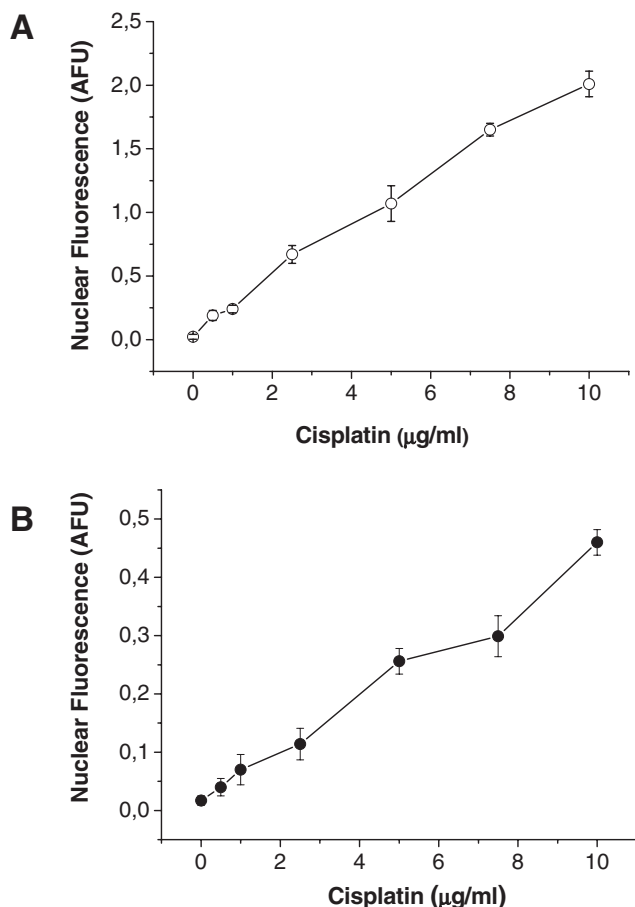 A
Nuclear Fluorescence (AFU)
2,5
2,0
1,5
1,0
0,5
0,0
0 2 4 6 8 10
Cisplatin (µg/ml)
B
Nuclear Fluorescence (AFU)
0,5
0,4
0,3
0,2
0,1
0,0
0 2 4 6 8 10
Cisplatin (µg/ml)